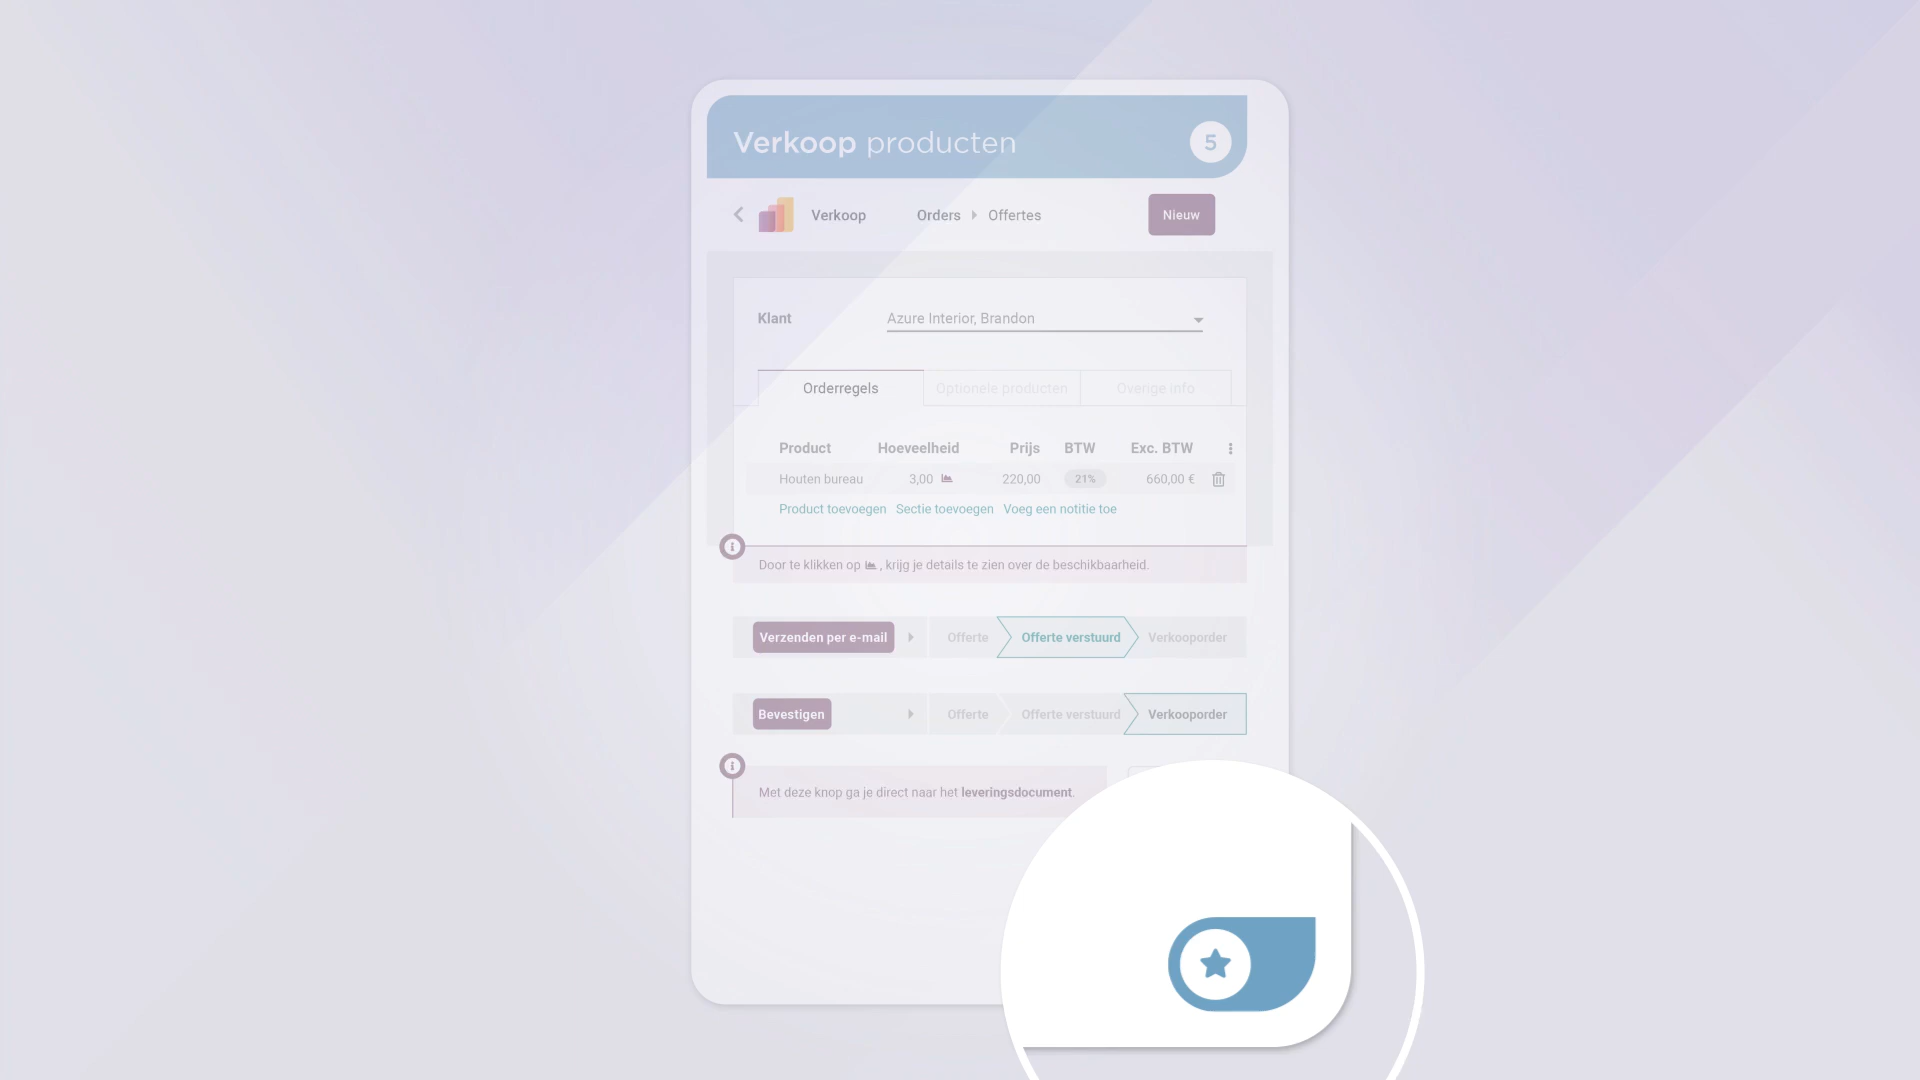 Verkoop producten 5
Verkoop Orders Offertes Nieuw
Klant Azure Interior, Brandon
Orderregels Optionele producten Overige info
Product Hoeveelheid Prijs BTW Exc. BTW
Houten bureau 3,00 220,00 21% 660,00 €
Product toevoegen Sectie toevoegen Voeg een notitie toe
Door te klikken op , krijg je details te zien over de beschikbaarheid.
Verzenden per e-mail Offerte Offerte verstuurd Verkooporder
Bevestigen Offerte Offerte verstuurd Verkooporder
Met deze knop ga je direct naar het leveringsdocument.